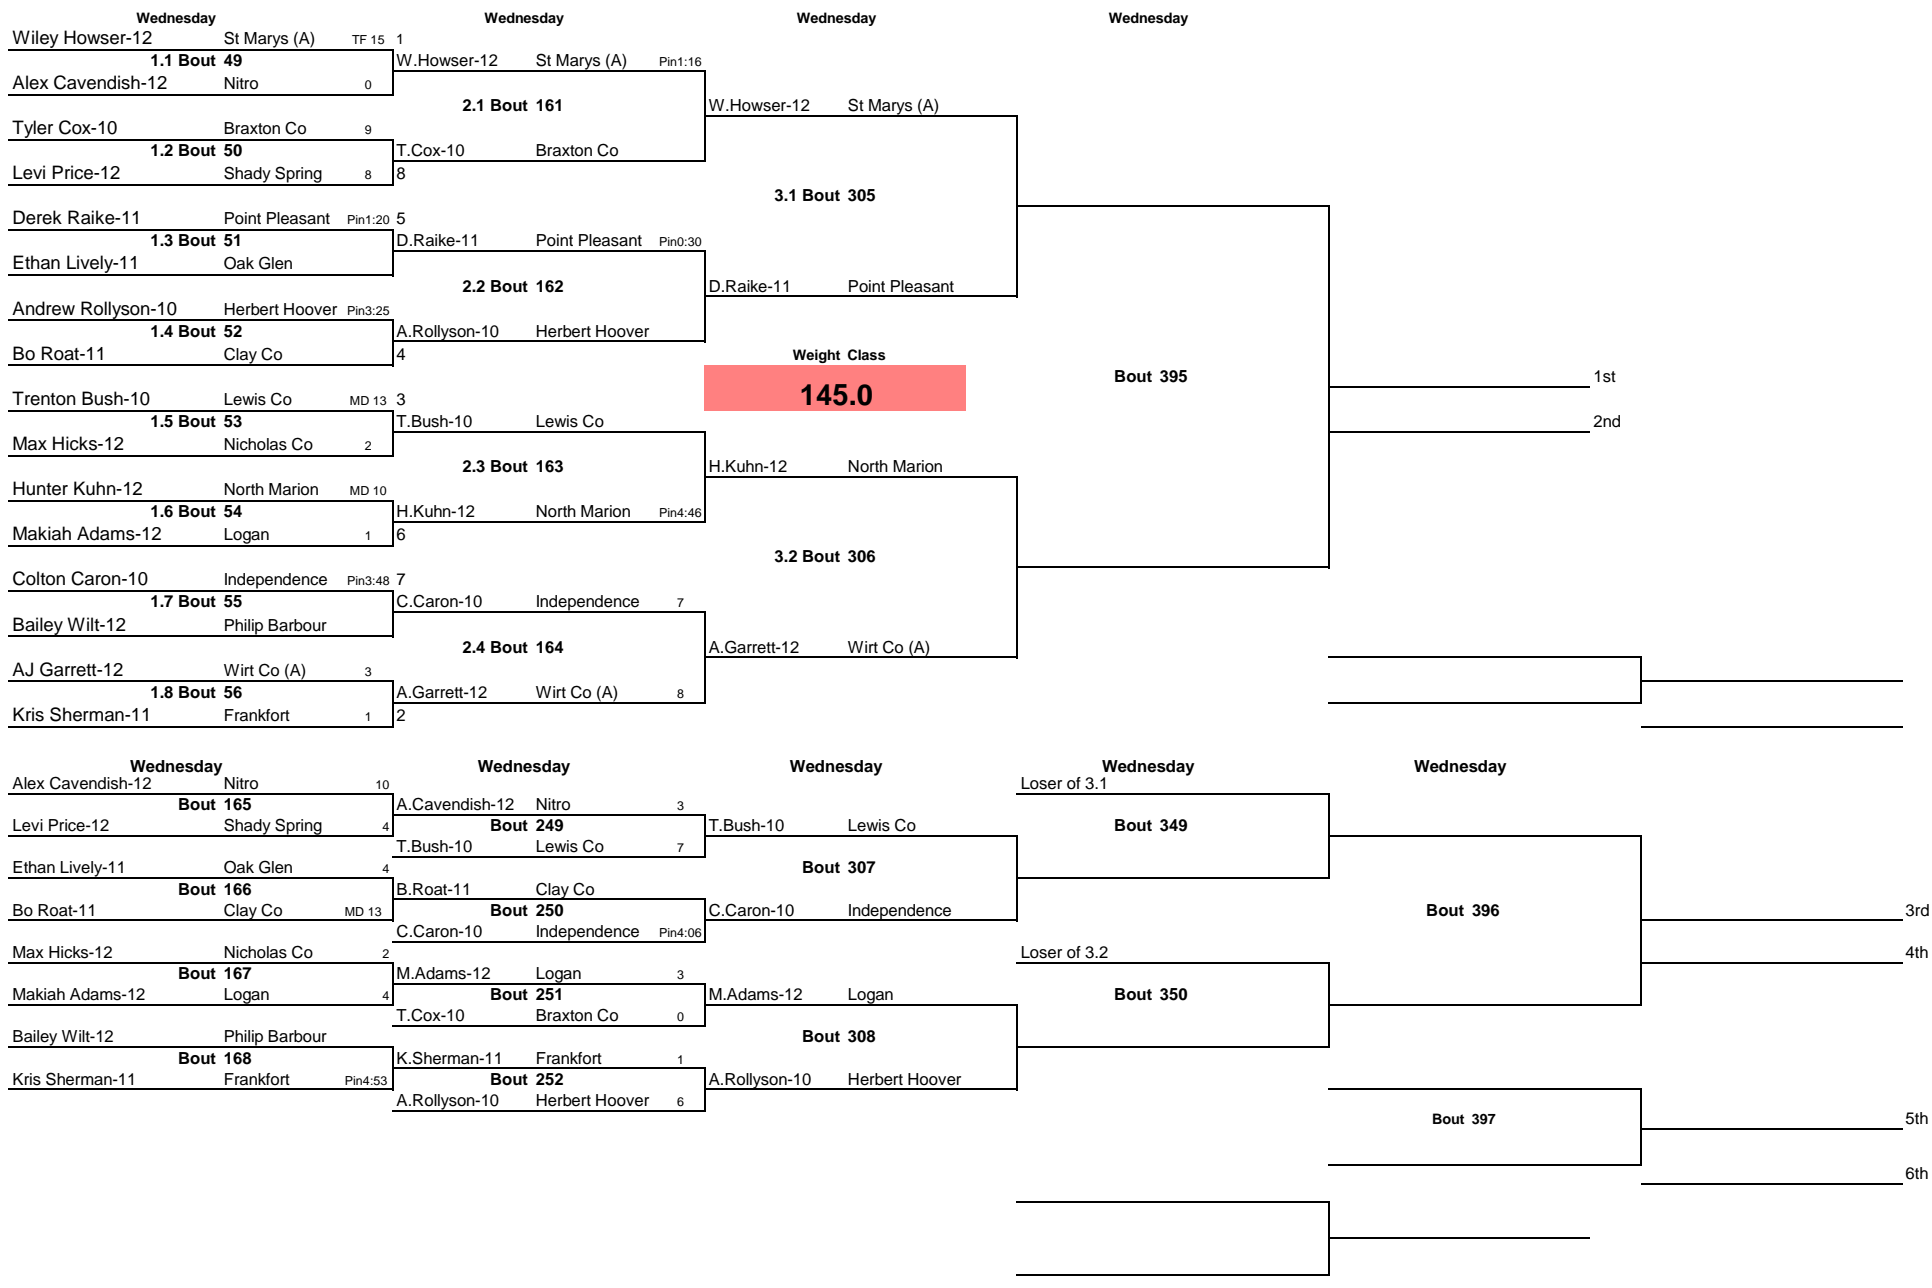 Wednesday Wednesday Wednesday Wednesday
Wiley Howser-12 St Marys (A) TF 15 1
1.1 Bout 49 W.Howser-12 St Marys (A) Pin1:16
Alex Cavendish-12 Nitro 0
2.1 Bout 161 W.Howser-12 St Marys (A)
Tyler Cox-10 Braxton Co 9
1.2 Bout 50 T.Cox-10 Braxton Co
Levi Price-12 Shady Spring 8 8
3.1 Bout 305
Derek Raike-11 Point Pleasant Pin1:20 5
1.3 Bout 51 D.Raike-11 Point Pleasant Pin0:30
Ethan Lively-11 Oak Glen
2.2 Bout 162 D.Raike-11 Point Pleasant
Andrew Rollyson-10 Herbert Hoover Pin3:25
1.4 Bout 52 A.Rollyson-10 Herbert Hoover
Bo Roat-11 Clay Co 4 Weight Class
Bout 395 1st
Trenton Bush-10 Lewis Co MD 13 3 145.0
1.5 Bout 53 T.Bush-10 Lewis Co 2nd
Max Hicks-12 Nicholas Co 2
2.3 Bout 163 H.Kuhn-12 North Marion
Hunter Kuhn-12 North Marion MD 10
1.6 Bout 54 H.Kuhn-12 North Marion Pin4:46
Makiah Adams-12 Logan 1 6
3.2 Bout 306
Colton Caron-10 Independence Pin3:48 7
1.7 Bout 55 C.Caron-10 Independence 7
Bailey Wilt-12 Philip Barbour
2.4 Bout 164 A.Garrett-12 Wirt Co (A)
AJ Garrett-12 Wirt Co (A) 3
1.8 Bout 56 A.Garrett-12 Wirt Co (A) 8
Kris Sherman-11 Frankfort 1 2
Wednesday Wednesday Wednesday Wednesday Wednesday
Alex Cavendish-12 Nitro 10 Loser of 3.1
Bout 165 A.Cavendish-12 Nitro 3
Levi Price-12 Shady Spring 4 Bout 249 T.Bush-10 Lewis Co Bout 349
T.Bush-10 Lewis Co 7
Ethan Lively-11 Oak Glen 4 Bout 307
Bout 166 B.Roat-11 Clay Co
Bo Roat-11 Clay Co MD 13 Bout 250 C.Caron-10 Independence Bout 396 3rd
C.Caron-10 Independence Pin4:06
Max Hicks-12 Nicholas Co 2 Loser of 3.2 4th
Bout 167 M.Adams-12 Logan 3
Makiah Adams-12 Logan 4 Bout 251 M.Adams-12 Logan Bout 350
T.Cox-10 Braxton Co 0
Bailey Wilt-12 Philip Barbour Bout 308
Bout 168 K.Sherman-11 Frankfort 1
Kris Sherman-11 Frankfort Pin4:53 Bout 252 A.Rollyson-10 Herbert Hoover
A.Rollyson-10 Herbert Hoover 6
Bout 397 5th
6th